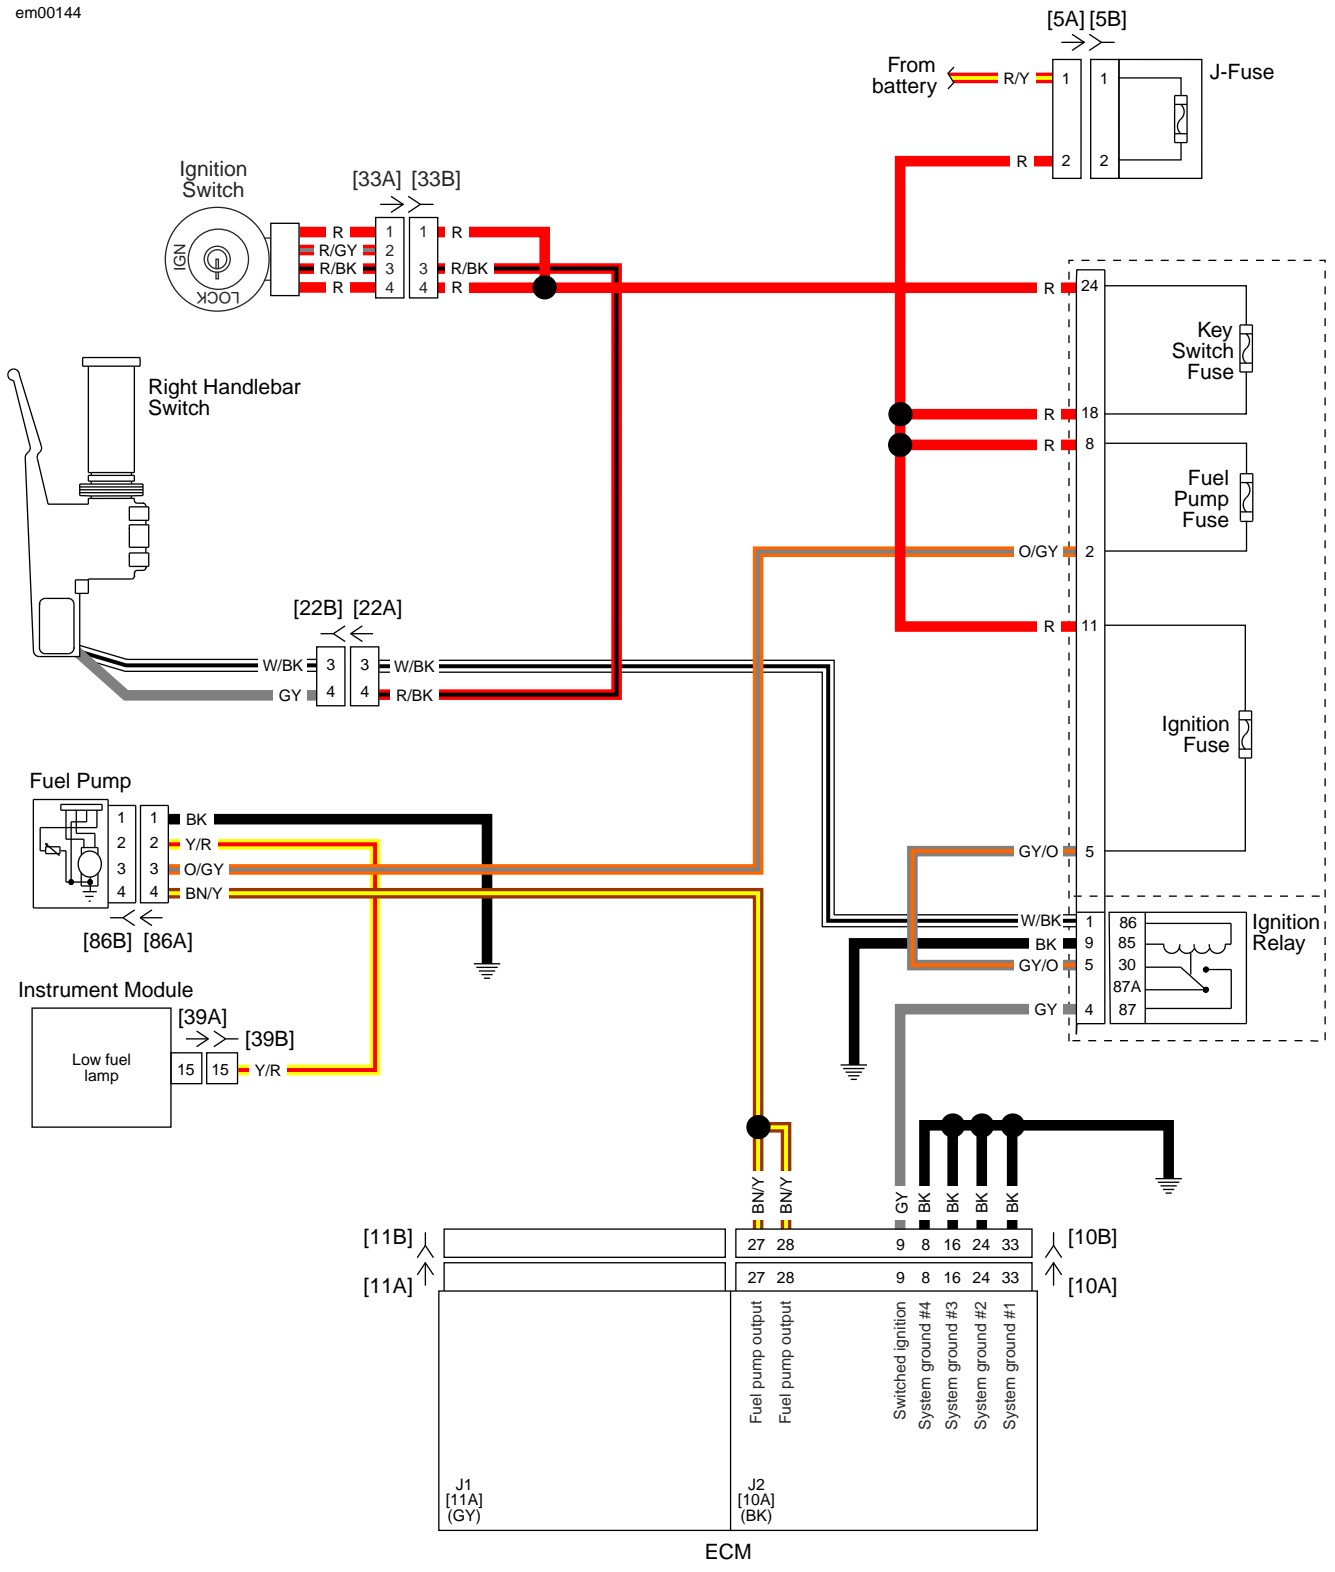 em00144
[5A] [5B]
From
battery
R/Y
1
1
J-Fuse
R
2
2
Ignition
Switch
[33A] [33B]
IGN
LOCK
R
1
1
R
R/GY
2
R/BK
3
3
R/BK
R
4
4
R
R
24
Key
Switch
Fuse
R
18
R
8
Fuel
Pump
Fuse
O/GY
2
R
11
Ignition
Fuse
GY/O
5
Right Handlebar
Switch
[22B] [22A]
W/BK
3
3
W/BK
GY
4
4
R/BK
Fuel Pump
1
1
BK
2
2
Y/R
3
3
O/GY
4
4
BN/Y
[86B] [86A]
W/BK
1
86
Ignition
Relay
BK
9
85
GY/O
5
30
87A
GY
4
87
Instrument Module
[39A]
[39B]
Low fuel
lamp
15
15
Y/R
BN/Y
BN/Y
GY
BK
BK
BK
BK
[11B]
27 28 9 8 16 24 33
[10B]
[11A]
27 28 9 8 16 24 33
[10A]
Fuel pump output
Fuel pump output
Switched ignition
System ground #4
System ground #3
System ground #2
System ground #1
J1
[11A]
(GY)
J2
[10A]
(BK)
ECM